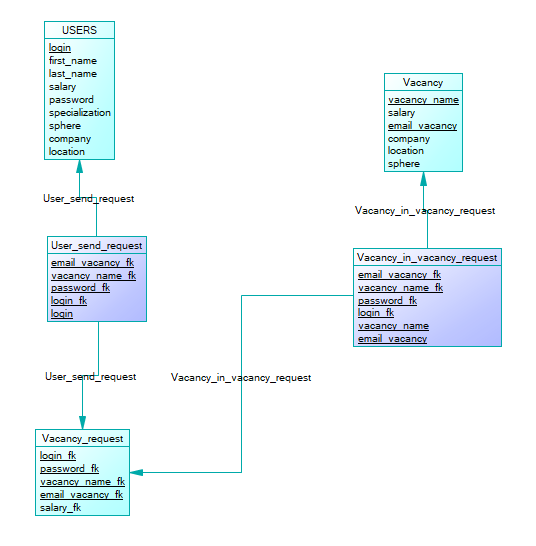 USERS
login
first_name
last_name
salary
password
specialization
sphere
company
location
Vacancy
vacancy_name
salary
email_vacancy
company
location
sphere
User_send_request
Vacancy_in_vacancy_request
User_send_request
email_vacancy_fk
vacancy_name_fk
password_fk
login_fk
login
Vacancy_in_vacancy_request
email_vacancy_fk
vacancy_name_fk
password_fk
login_fk
vacancy_name
email_vacancy
User_send_request
Vacancy_in_vacancy_request
Vacancy_request
login_fk
password_fk
vacancy_name_fk
email_vacancy_fk
salary_fk